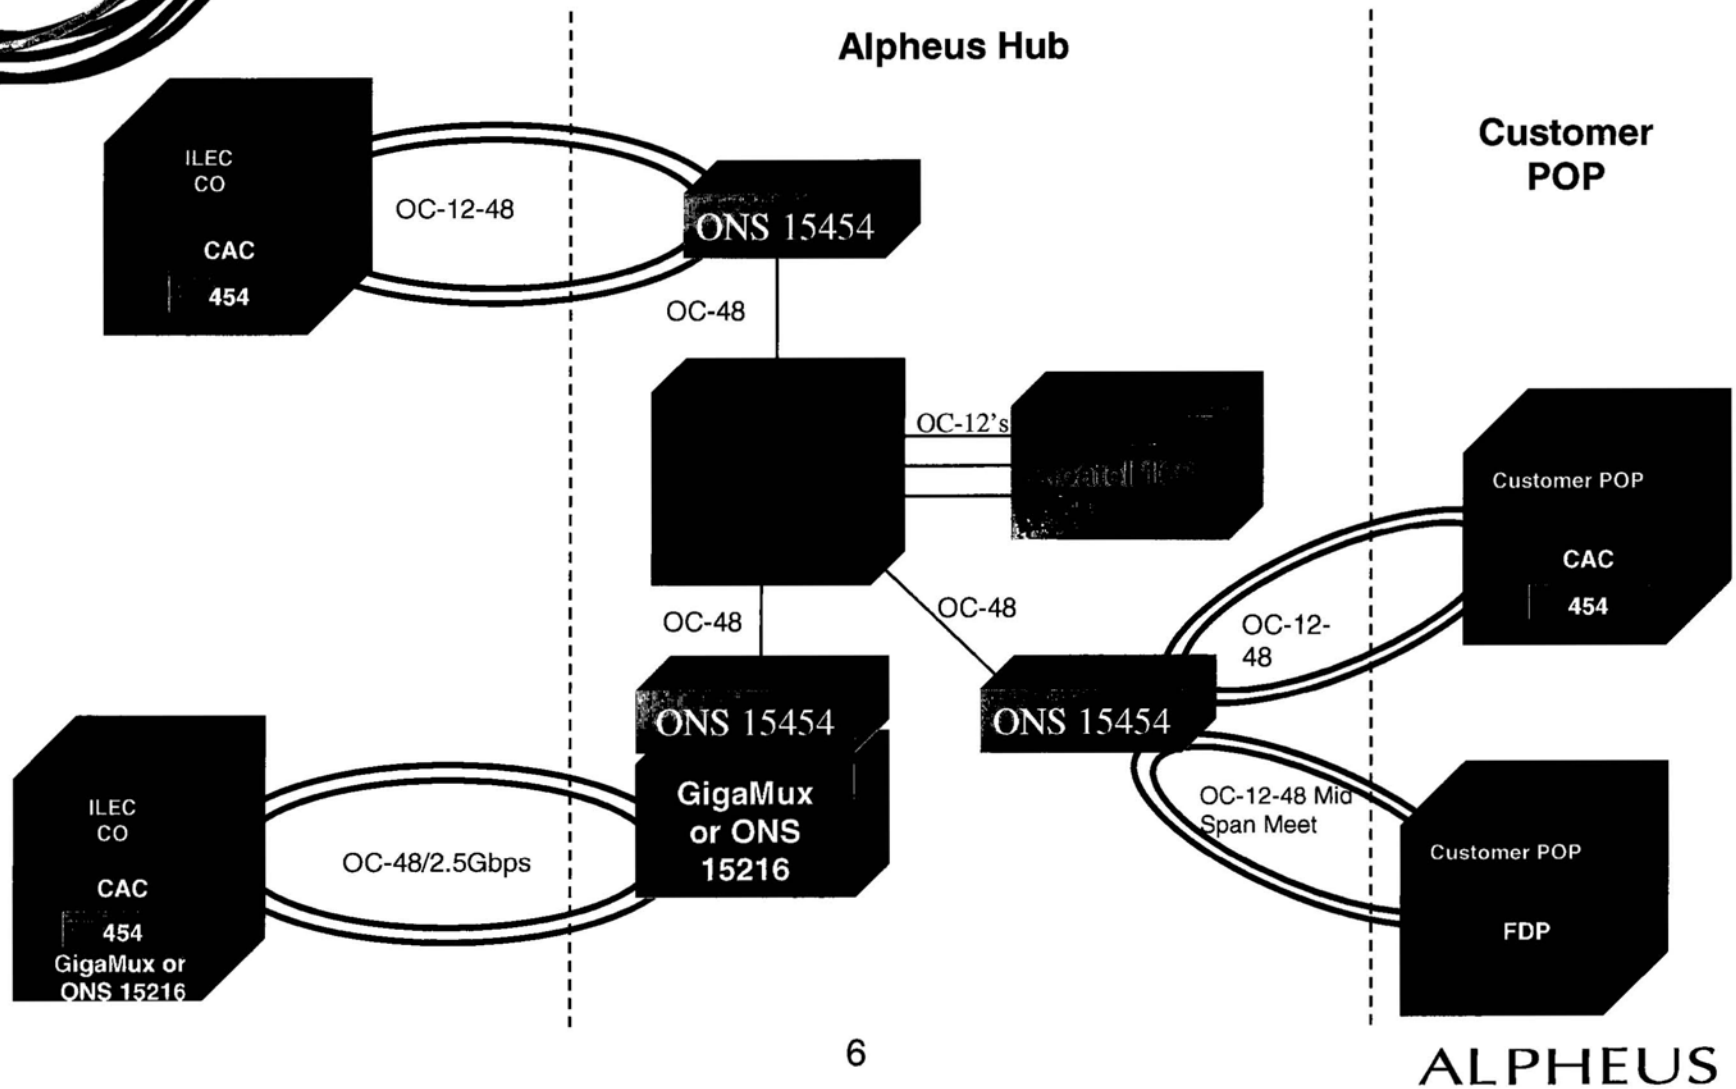 Alpheus Hub
Customer
POP
ILEC
CO
CAC
454
OC-12-48
ONS 15454
OC-48
OC-12's
Customer POP
CAC
454
OC-48
OC-48
OC-12-
48
ONS 15454
ONS 15454
GigaMux
or ONS
15216
OC-12-48 Mid
Span Meet
ILEC
CO
CAC
454
GigaMux or
ONS 15216
OC-48/2.5Gbps
Customer POP
FDP
6
ALPHEUS